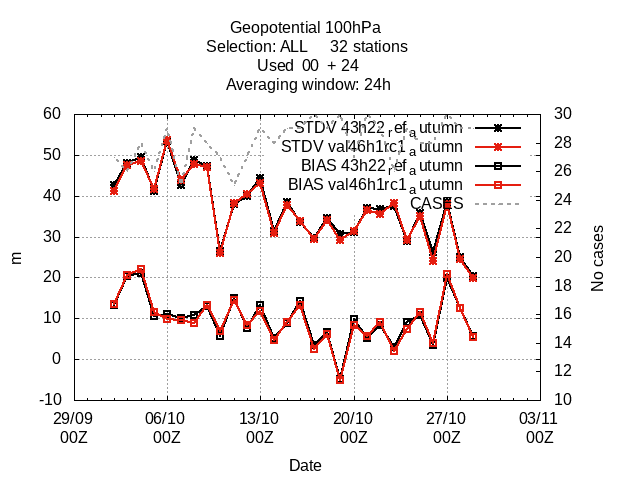 Geopotential 100hPa
Selection: ALL 32 stations
Used 00 + 24
Averaging window: 24h
STDV 43h22_ref_autumn
STDV val46h1rc1_autumn
BIAS 43h22_ref_autumn
BIAS val46h1rc1_autumn
CASES
60
50
40
30
20
10
0
-10
m
30
28
26
24
22
20
18
16
14
12
10
No cases
29/09 06/10 13/10 20/10 27/10 03/11
00Z 00Z 00Z 00Z 00Z 00Z
Date